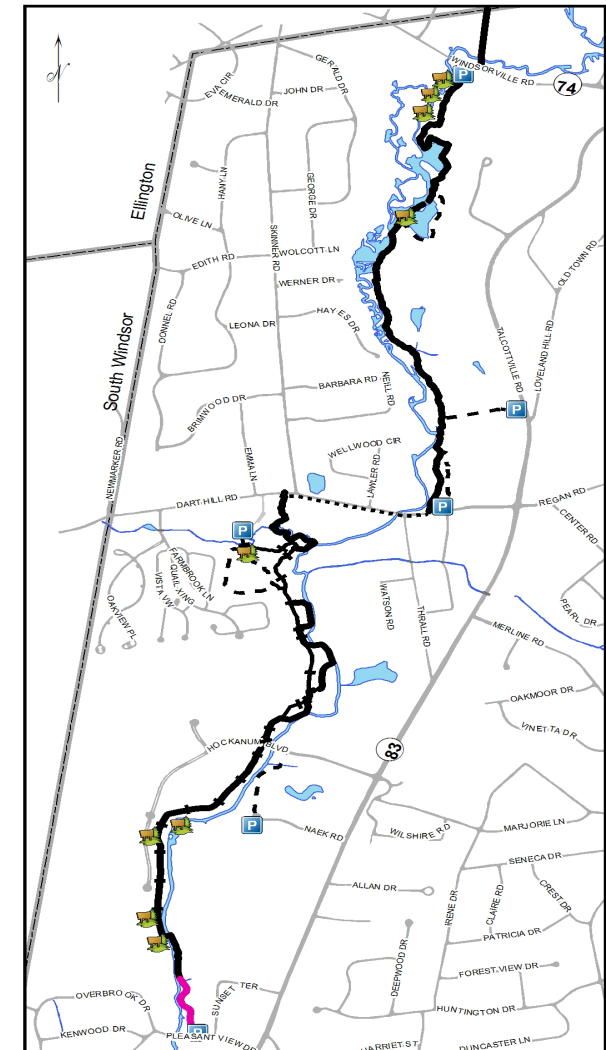 N
WINDSORVILLE RD
74
P
GERALD DR
EVA CIR
EMERALD DR
JOHN DR
Ellington
HANY LN
GEORGE DR
OLIVE LN
SKINNER RD
EDITH RD
WOLCOTT LN
WERNER DR
OLD TOWN RD
DONNEL RD
LEONA DR
HAYES DR
TALCOTTVILLE RD
LOVELAND HILL RD
South Windsor
BARBARA RD
NEILL RD
BRIMWOOD DR
P
WELLWOOD CIR
NEWMARKER RD
EMMA LN
LAWLER RD
DART HILL RD
P
P
REGAN RD
CENTER RD
FARMBROOK LN
QUAIL XING
VISTA VW
OAKVIEW PL
WATSON RD
THRALL RD
PEARL DR
MERLINE RD
OAKMOOR DR
VINETTA DR
HOCKANUM BLVD
83
P
NAEK RD
WILSHIRE RD
MARJORIE LN
SENECA DR
ALLAN DR
IRENE DR
CLAIRE RD
CREST DR
PATRICIA DR
DEEPWOOD DR
FOREST VIEW DR
OVERBROOK DR
SUNSET TER
HUNTINGTON DR
KENWOOD DR
PLEASANT VIEW DR
P
HARRIET ST
DUNCASTER LN